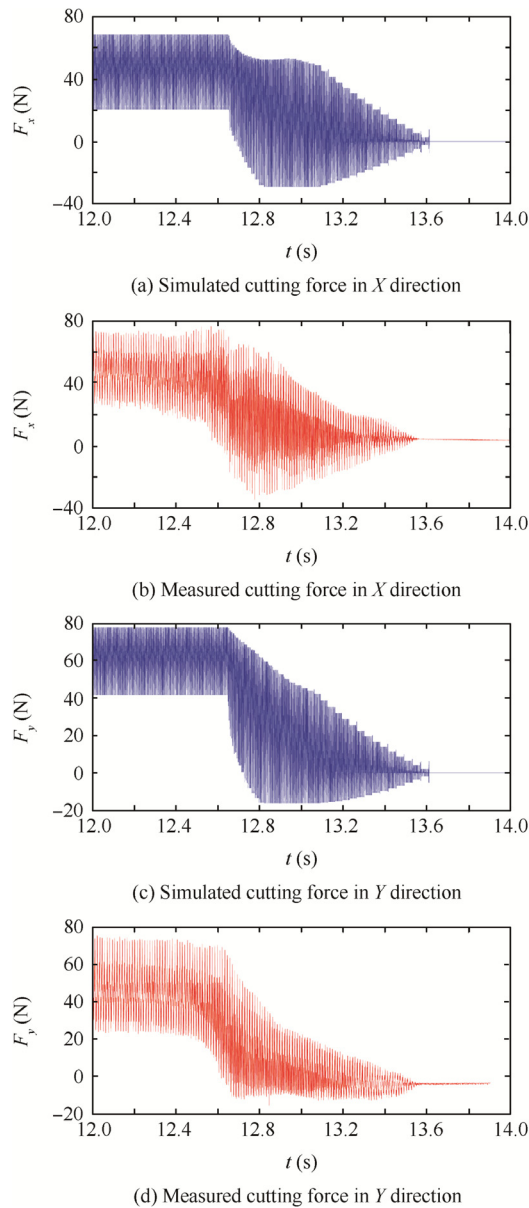 80
40
0
−40
F_x (N)
12.0 12.4 12.8 13.2 13.6 14.0
t (s)
(a) Simulated cutting force in X direction
80
40
0
−40
F_x (N)
12.0 12.4 12.8 13.2 13.6 14.0
t (s)
(b) Measured cutting force in X direction
80
60
40
20
0
−20
F_y (N)
12.0 12.4 12.8 13.2 13.6 14.0
t (s)
(c) Simulated cutting force in Y direction
80
60
40
20
0
−20
F_y (N)
12.0 12.4 12.8 13.2 13.6 14.0
t (s)
(d) Measured cutting force in Y direction